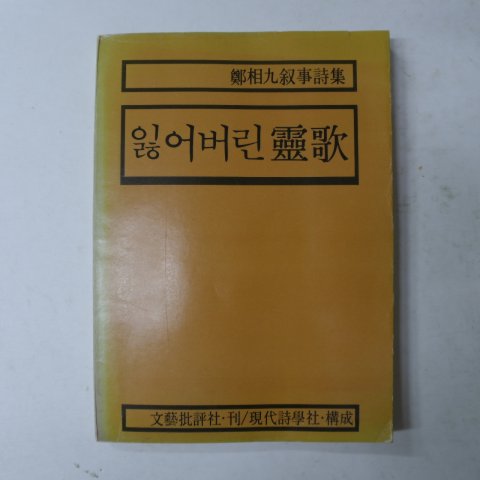 鄭相九叙事詩集
잃어버린 靈歌
文藝批評社·刊/現代詩學社·構成